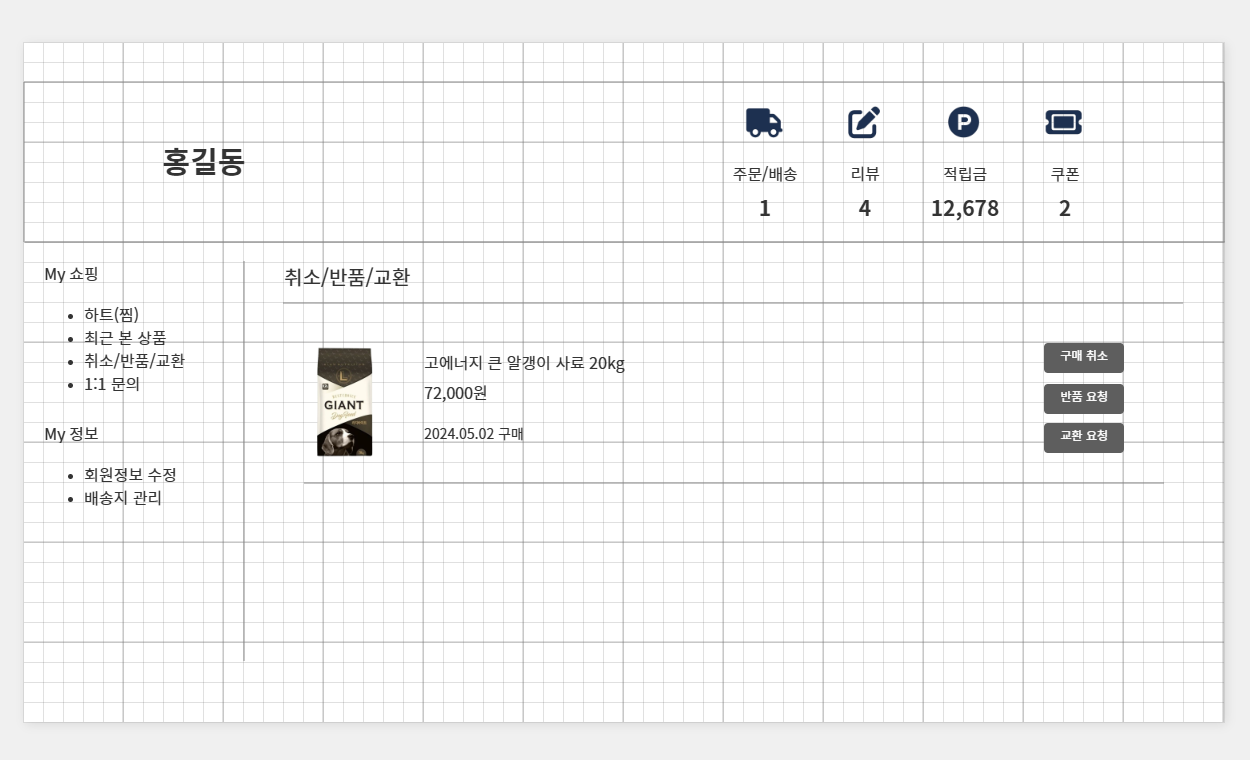 홍길동
주문/배송
1
리뷰
4
P
적립금
12,678
쿠폰
2
My 쇼핑
하트(찜)
최근 본 상품
취소/반품/교환
1:1 문의
My 정보
회원정보 수정
배송지 관리
취소/반품/교환
L
GIANT
고에너지 큰 알갱이 사료 20kg
72,000원
2024.05.02 구매
구매 취소
반품 요청
교환 요청